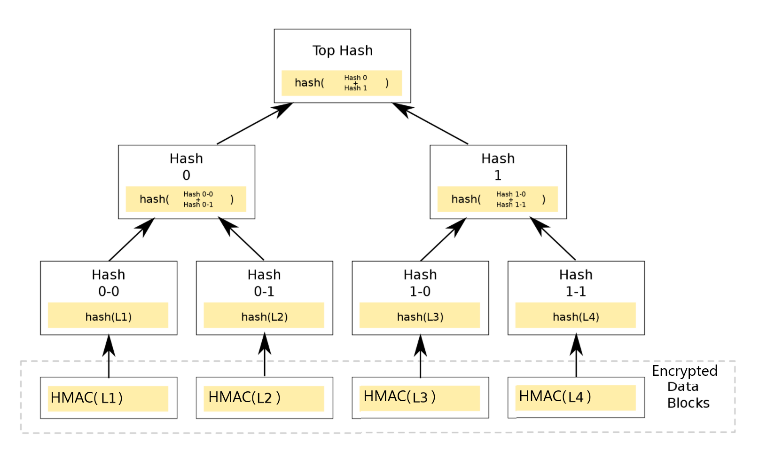 Top Hash
hash( Hash 0 + Hash 1 )
Hash
0
hash( Hash 0-0 + Hash 0-1 )
Hash
1
hash( Hash 1-0 + Hash 1-1 )
Hash
0-0
hash(L1)
Hash
0-1
hash(L2)
Hash
1-0
hash(L3)
Hash
1-1
hash(L4)
HMAC(L1)
HMAC(L2)
HMAC(L3)
HMAC(L4)
Encrypted
Data
Blocks